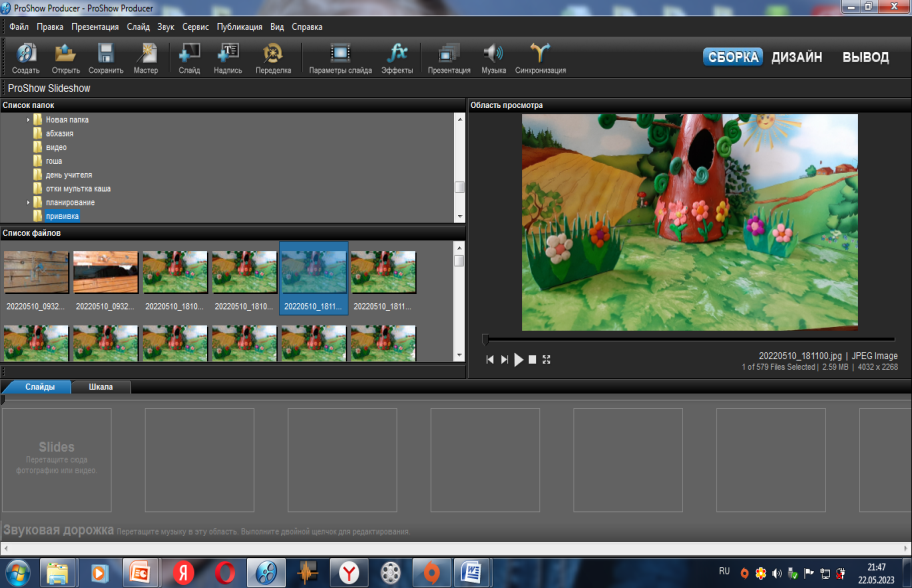 ProShow Producer - ProShow Producer
Файл Правка Презентация Слайд Звук Сервис Публикация Вид Справка
Создать Открыть Сохранить Мастер Слайд Надпись Переделка Параметры слайда Эффекты Презентация Музыка Синхронизация
СБОРКА ДИЗАЙН ВЫВОД
ProShow Slideshow
Список папок
Область просмотра
Новая папка
абхазия
видео
гоша
день учителя
отки мультка каша
планирование
прививка
Список файлов
20220510_0932... 20220510_0932... 20220510_1810... 20220510_1810... 20220510_1811... 20220510_1811...
20220510_181100.jpg | JPEG Image
1 of 579 Files Selected | 2.59 MB | 4032 x 2268
Слайды Шкала
Slides
Перетащите сюда
фотографию или видео.
Звуковая дорожка Перетащите музыку в эту область. Выполните двойной щелчок для редактирования
RU
21:47
22.05.2023